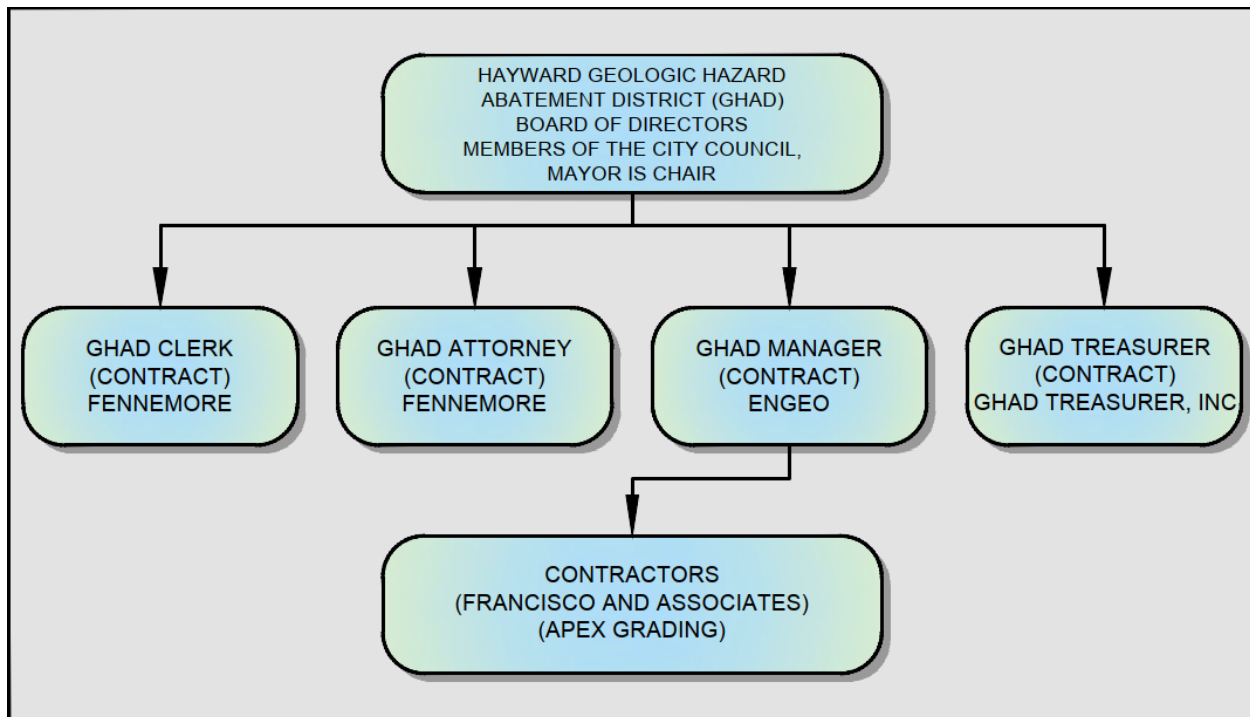 HAYWARD GEOLOGIC HAZARD
ABATEMENT DISTRICT (GHAD)
BOARD OF DIRECTORS
MEMBERS OF THE CITY COUNCIL,
MAYOR IS CHAIR
GHAD CLERK
(CONTRACT)
FENNEMORE
GHAD ATTORNEY
(CONTRACT)
FENNEMORE
GHAD MANAGER
(CONTRACT)
ENGEO
GHAD TREASURER
(CONTRACT)
GHAD TREASURER, INC
CONTRACTORS
(FRANCISCO AND ASSOCIATES)
(APEX GRADING)